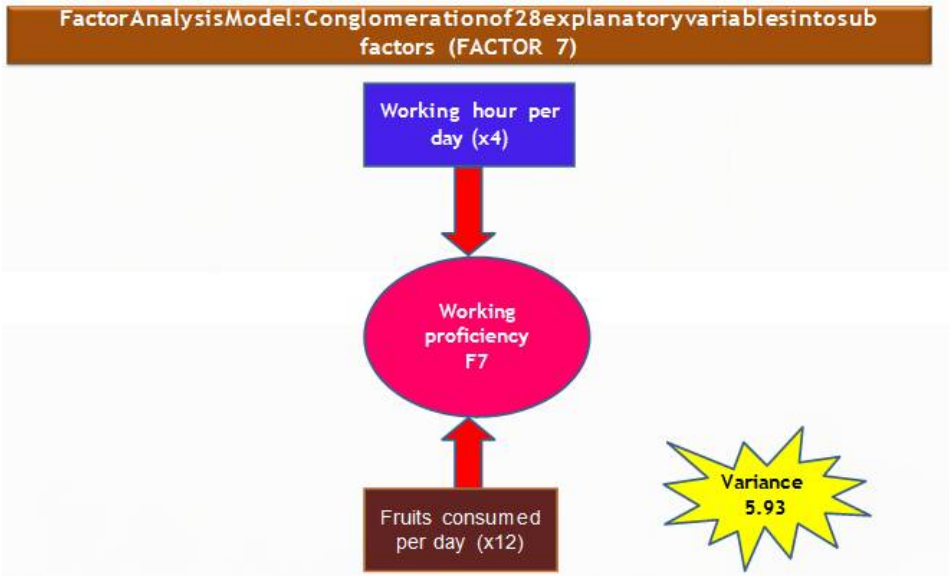 FactorAnalysisModel:Conglomerationof28explanatoryvariablesintosub
factors (FACTOR 7)
Working hour per
day (x4)
Working
proficiency
F7
Fruits consumed
per day (x12)
Variance
5.93